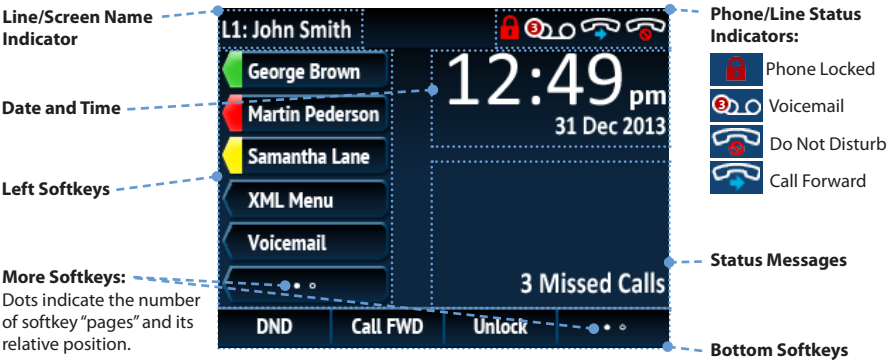 Line/Screen Name
Indicator
Date and Time
Left Softkeys
More Softkeys:
Dots indicate the number
of softkey “pages” and its
relative position.
L1: John Smith
3
George Brown
Martin Pederson
Samantha Lane
XML Menu
Voicemail
12:49 pm
31 Dec 2013
3 Missed Calls
DND Call FWD Unlock
Phone/Line Status
Indicators:
Phone Locked
3 Voicemail
Do Not Disturb
Call Forward
Status Messages
Bottom Softkeys